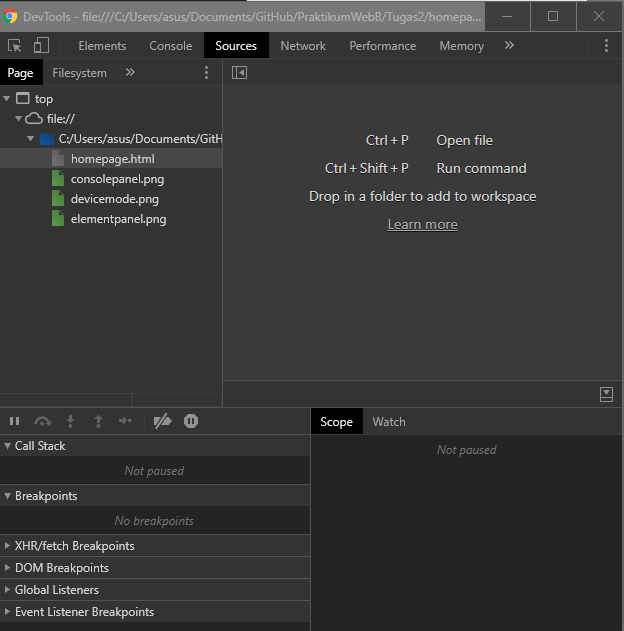 DevTools - file:///C:/Users/asus/Documents/GitHub/PraktikumWebB/Tugas2/homepa...
Elements Console Sources Network Performance Memory »
Page Filesystem »
top
file://
C:/Users/asus/Documents/GitH
homepage.html
consolepanel.png
devicemode.png
elementpanel.png
Ctrl + P Open file
Ctrl + Shift + P Run command
Drop in a folder to add to workspace
Learn more
Call Stack
Not paused
Breakpoints
No breakpoints
XHR/fetch Breakpoints
DOM Breakpoints
Global Listeners
Event Listener Breakpoints
Scope Watch
Not paused